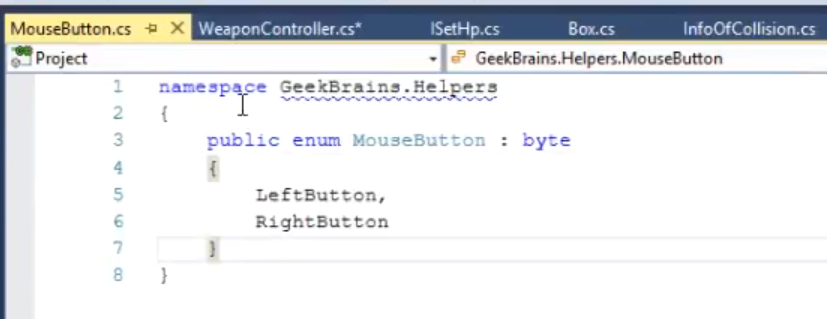 MouseButton.cs WeaponController.cs* ISetHp.cs Box.cs InfoOfCollision.cs
Project GeekBrains.Helpers.MouseButton
1 namespace GeekBrains.Helpers
2 {
3 public enum MouseButton : byte
4 {
5 LeftButton,
6 RightButton
7 }
8 }